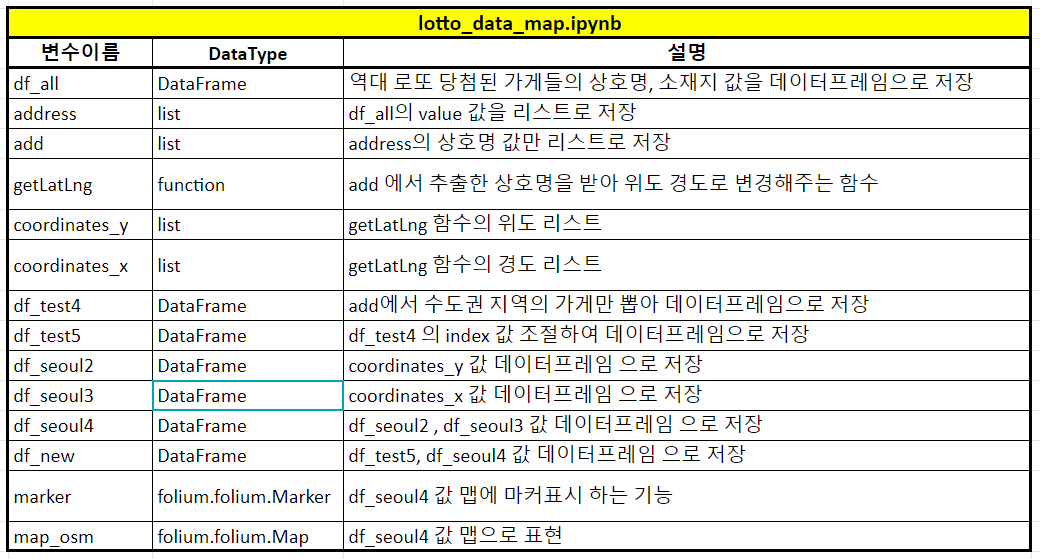 lotto_data_map.ipynb
변수이름 DataType 설명
df_all DataFrame 역대 로또 당첨된 가게들의 상호명, 소재지 값을 데이터프레임으로 저장
address list df_all의 value 값을 리스트로 저장
add list address의 상호명 값만 리스트로 저장
getLatLng function add 에서 추출한 상호명을 받아 위도 경도로 변경해주는 함수
coordinates_y list getLatLng 함수의 위도 리스트
coordinates_x list getLatLng 함수의 경도 리스트
df_test4 DataFrame add에서 수도권 지역의 가게만 뽑아 데이터프레임으로 저장
df_test5 DataFrame df_test4 의 index 값 조절하여 데이터프레임으로 저장
df_seoul2 DataFrame coordinates_y 값 데이터프레임 으로 저장
df_seoul3 DataFrame coordinates_x 값 데이터프레임 으로 저장
df_seoul4 DataFrame df_seoul2 , df_seoul3 값 데이터프레임 으로 저장
df_new DataFrame df_test5, df_seoul4 값 데이터프레임 으로 저장
marker folium.folium.Marker df_seoul4 값 맵에 마커표시 하는 기능
map_osm folium.folium.Map df_seoul4 값 맵으로 표현